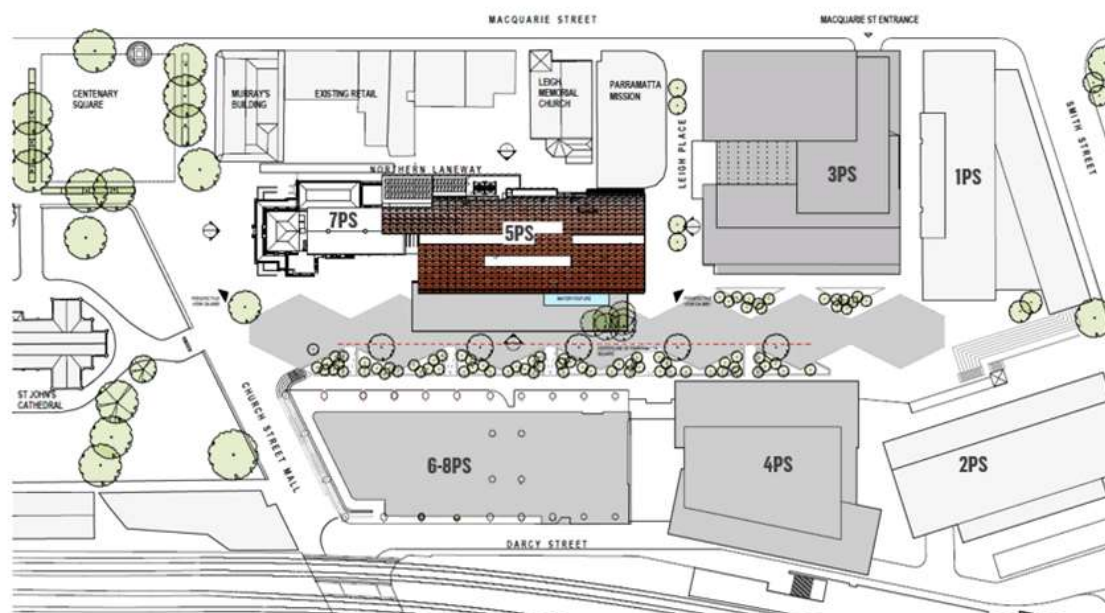 MACQUARIE STREET
MACQUARIE ST ENTRANCE
CENTENARY
SQUARE
MURRAY'S
BUILDING
EXISTING RETAIL
LEIGH
MEMORIAL
CHURCH
PARRAMATTA
MISSION
LEIGH PLACE
3PS
1PS
SMITH STREET
NORTHERN LANEWAY
7PS
5PS
WATER FEATURE
ST JOHN'S
CATHEDRAL
CHURCH STREET MALL
6-8PS
4PS
2PS
DARCY STREET